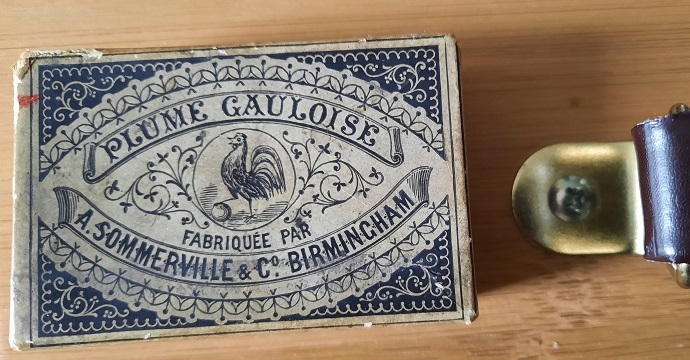 PLUME GAULOISE
FABRIQUÉE PAR
A. SOMMERVILLE & Co. BIRMINGHAM